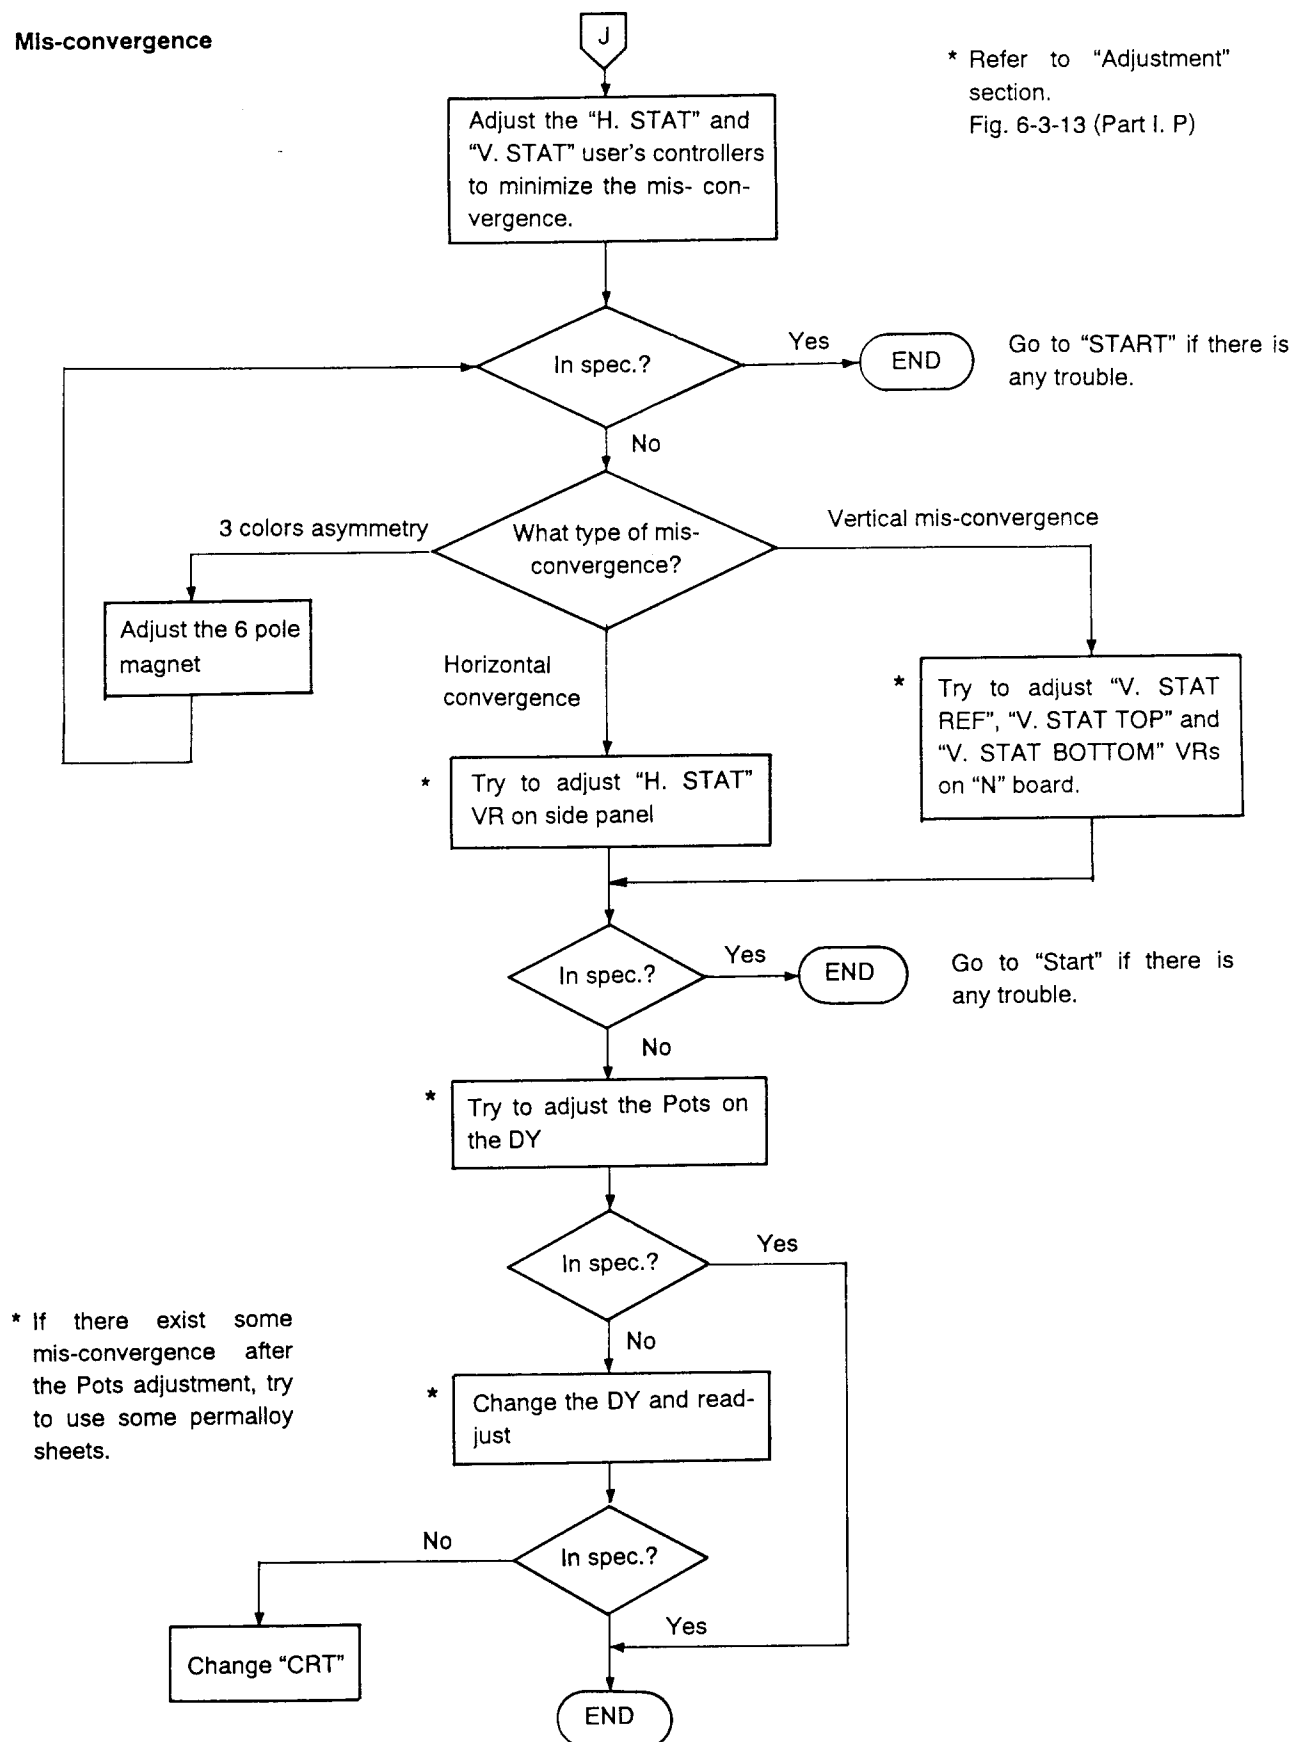 Mis-convergence
J
* Refer to “Adjustment”
section.
Fig. 6-3-13 (Part I. P)
Adjust the “H. STAT” and
“V. STAT” user’s controllers
to minimize the mis- con-
vergence.
In spec.?
Yes
END
Go to “START” if there is
any trouble.
No
What type of mis-
convergence?
3 colors asymmetry
Vertical mis-convergence
Adjust the 6 pole
magnet
Horizontal
convergence
* Try to adjust “V. STAT
REF”, “V. STAT TOP” and
“V. STAT BOTTOM” VRs
on “N” board.
* Try to adjust “H. STAT”
VR on side panel
In spec.?
Yes
END
Go to “Start” if there is
any trouble.
No
* Try to adjust the Pots on
the DY
In spec.?
Yes
No
* If there exist some
mis-convergence after
the Pots adjustment, try
to use some permalloy
sheets.
* Change the DY and read-
just
In spec.?
No
Yes
Change “CRT”
END